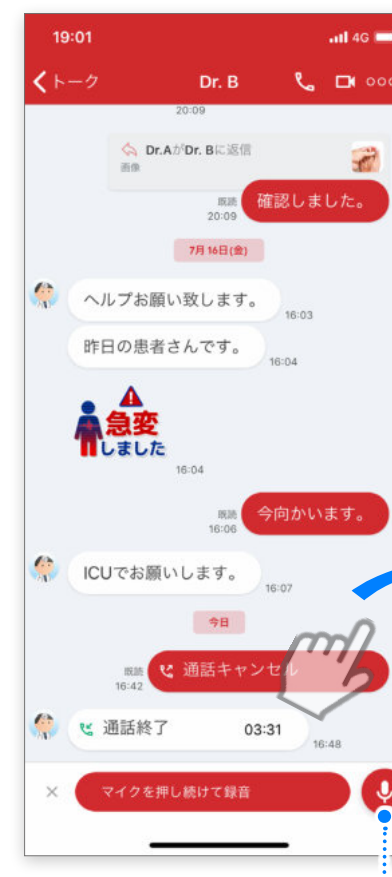 19:01
4G
トーク
Dr. B
20:09
Dr.AがDr. Bに返信
画像
確認しました。
既読
20:09
7月16日(金)
ヘルプお願い致します。
16:03
昨日の患者さんです。
16:04
急変
しました
16:04
今向かいます。
既読
16:06
ICUでお願いします。
16:07
今日
通話キャンセル
既読
16:42
通話終了
03:31
16:48
マイクを押し続けて録音